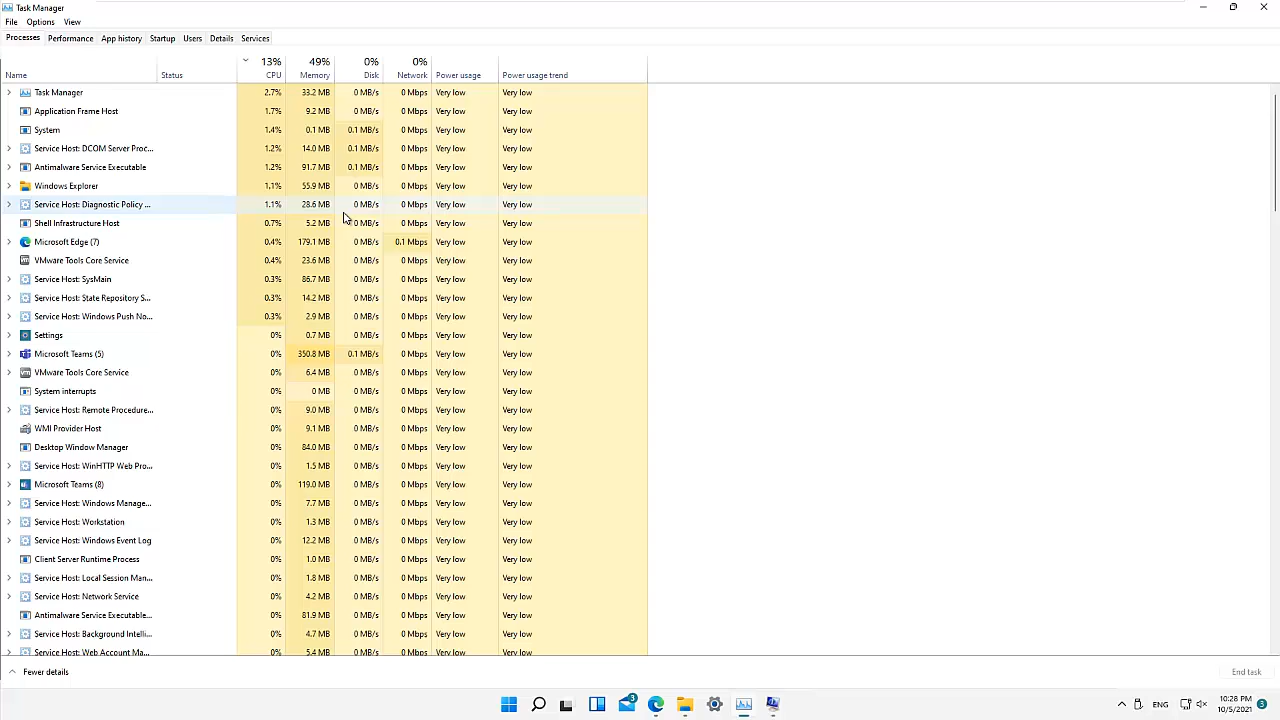 Task Manager
File Options View
Processes Performance App history Startup Users Details Services
13% 49% 0% 0%
Name Status CPU Memory Disk Network Power usage Power usage trend
Task Manager 2.7% 33.2 MB 0 MB/s 0 Mbps Very low Very low
Application Frame Host 1.7% 9.2 MB 0 MB/s 0 Mbps Very low Very low
System 1.4% 0.1 MB 0.1 MB/s 0 Mbps Very low Very low
Service Host: DCOM Server Proc... 1.2% 14.0 MB 0.1 MB/s 0 Mbps Very low Very low
Antimalware Service Executable 1.2% 91.7 MB 0.1 MB/s 0 Mbps Very low Very low
Windows Explorer 1.1% 55.9 MB 0 MB/s 0 Mbps Very low Very low
Service Host: Diagnostic Policy ... 1.1% 28.6 MB 0 MB/s 0 Mbps Very low Very low
Shell Infrastructure Host 0.7% 5.2 MB 0 MB/s 0 Mbps Very low Very low
Microsoft Edge (7) 0.4% 179.1 MB 0 MB/s 0.1 Mbps Very low Very low
VMware Tools Core Service 0.4% 23.6 MB 0 MB/s 0 Mbps Very low Very low
Service Host: SysMain 0.3% 86.7 MB 0 MB/s 0 Mbps Very low Very low
Service Host: State Repository S... 0.3% 14.2 MB 0 MB/s 0 Mbps Very low Very low
Service Host: Windows Push No... 0.3% 2.9 MB 0 MB/s 0 Mbps Very low Very low
Settings 0% 0.7 MB 0 MB/s 0 Mbps Very low Very low
Microsoft Teams (5) 0% 350.8 MB 0.1 MB/s 0 Mbps Very low Very low
VMware Tools Core Service 0% 6.4 MB 0 MB/s 0 Mbps Very low Very low
System interrupts 0% 0 MB 0 MB/s 0 Mbps Very low Very low
Service Host: Remote Procedure... 0% 9.0 MB 0 MB/s 0 Mbps Very low Very low
WMI Provider Host 0% 9.1 MB 0 MB/s 0 Mbps Very low Very low
Desktop Window Manager 0% 84.0 MB 0 MB/s 0 Mbps Very low Very low
Service Host: WinHTTP Web Pro... 0% 1.5 MB 0 MB/s 0 Mbps Very low Very low
Microsoft Teams (8) 0% 119.0 MB 0 MB/s 0 Mbps Very low Very low
Service Host: Windows Manage... 0% 7.7 MB 0 MB/s 0 Mbps Very low Very low
Service Host: Workstation 0% 1.3 MB 0 MB/s 0 Mbps Very low Very low
Service Host: Windows Event Log 0% 12.2 MB 0 MB/s 0 Mbps Very low Very low
Client Server Runtime Process 0% 1.0 MB 0 MB/s 0 Mbps Very low Very low
Service Host: Local Session Man... 0% 1.8 MB 0 MB/s 0 Mbps Very low Very low
Service Host: Network Service 0% 4.2 MB 0 MB/s 0 Mbps Very low Very low
Antimalware Service Executable... 0% 81.9 MB 0 MB/s 0 Mbps Very low Very low
Service Host: Background Intelli... 0% 4.7 MB 0 MB/s 0 Mbps Very low Very low
Service Host: Web Account Ma... 0% 5.4 MB 0 MB/s 0 Mbps Very low Very low
Fewer details End task
3 ENG 10:28 PM 3
10/5/2021